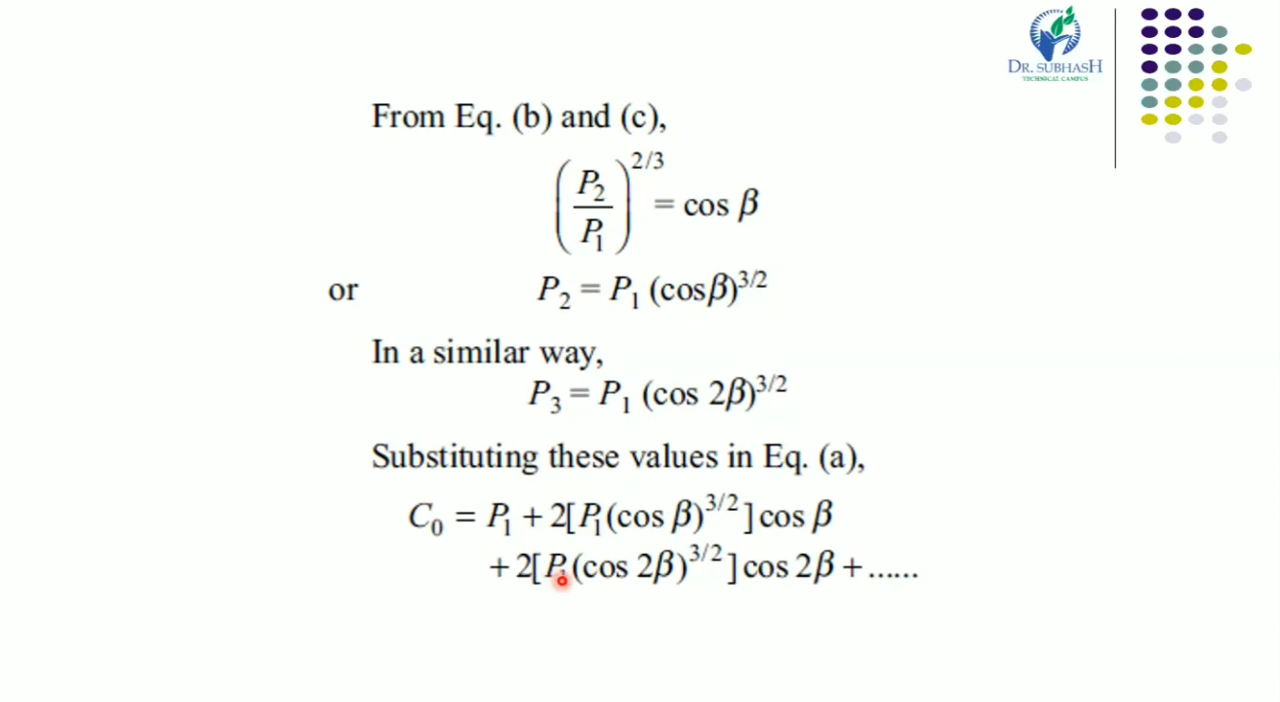 DR. SUBHASH
TECHNICAL CAMPUS
From Eq. (b) and (c),
(P₂/P₁)^2/3 = cos β
or P₂ = P₁ (cosβ)^3/2
In a similar way,
P₃ = P₁ (cos 2β)^3/2
Substituting these values in Eq. (a),
C₀ = P₁ + 2[P₁(cos β)^3/2] cos β
+ 2[P₁(cos 2β)^3/2] cos 2β + ......